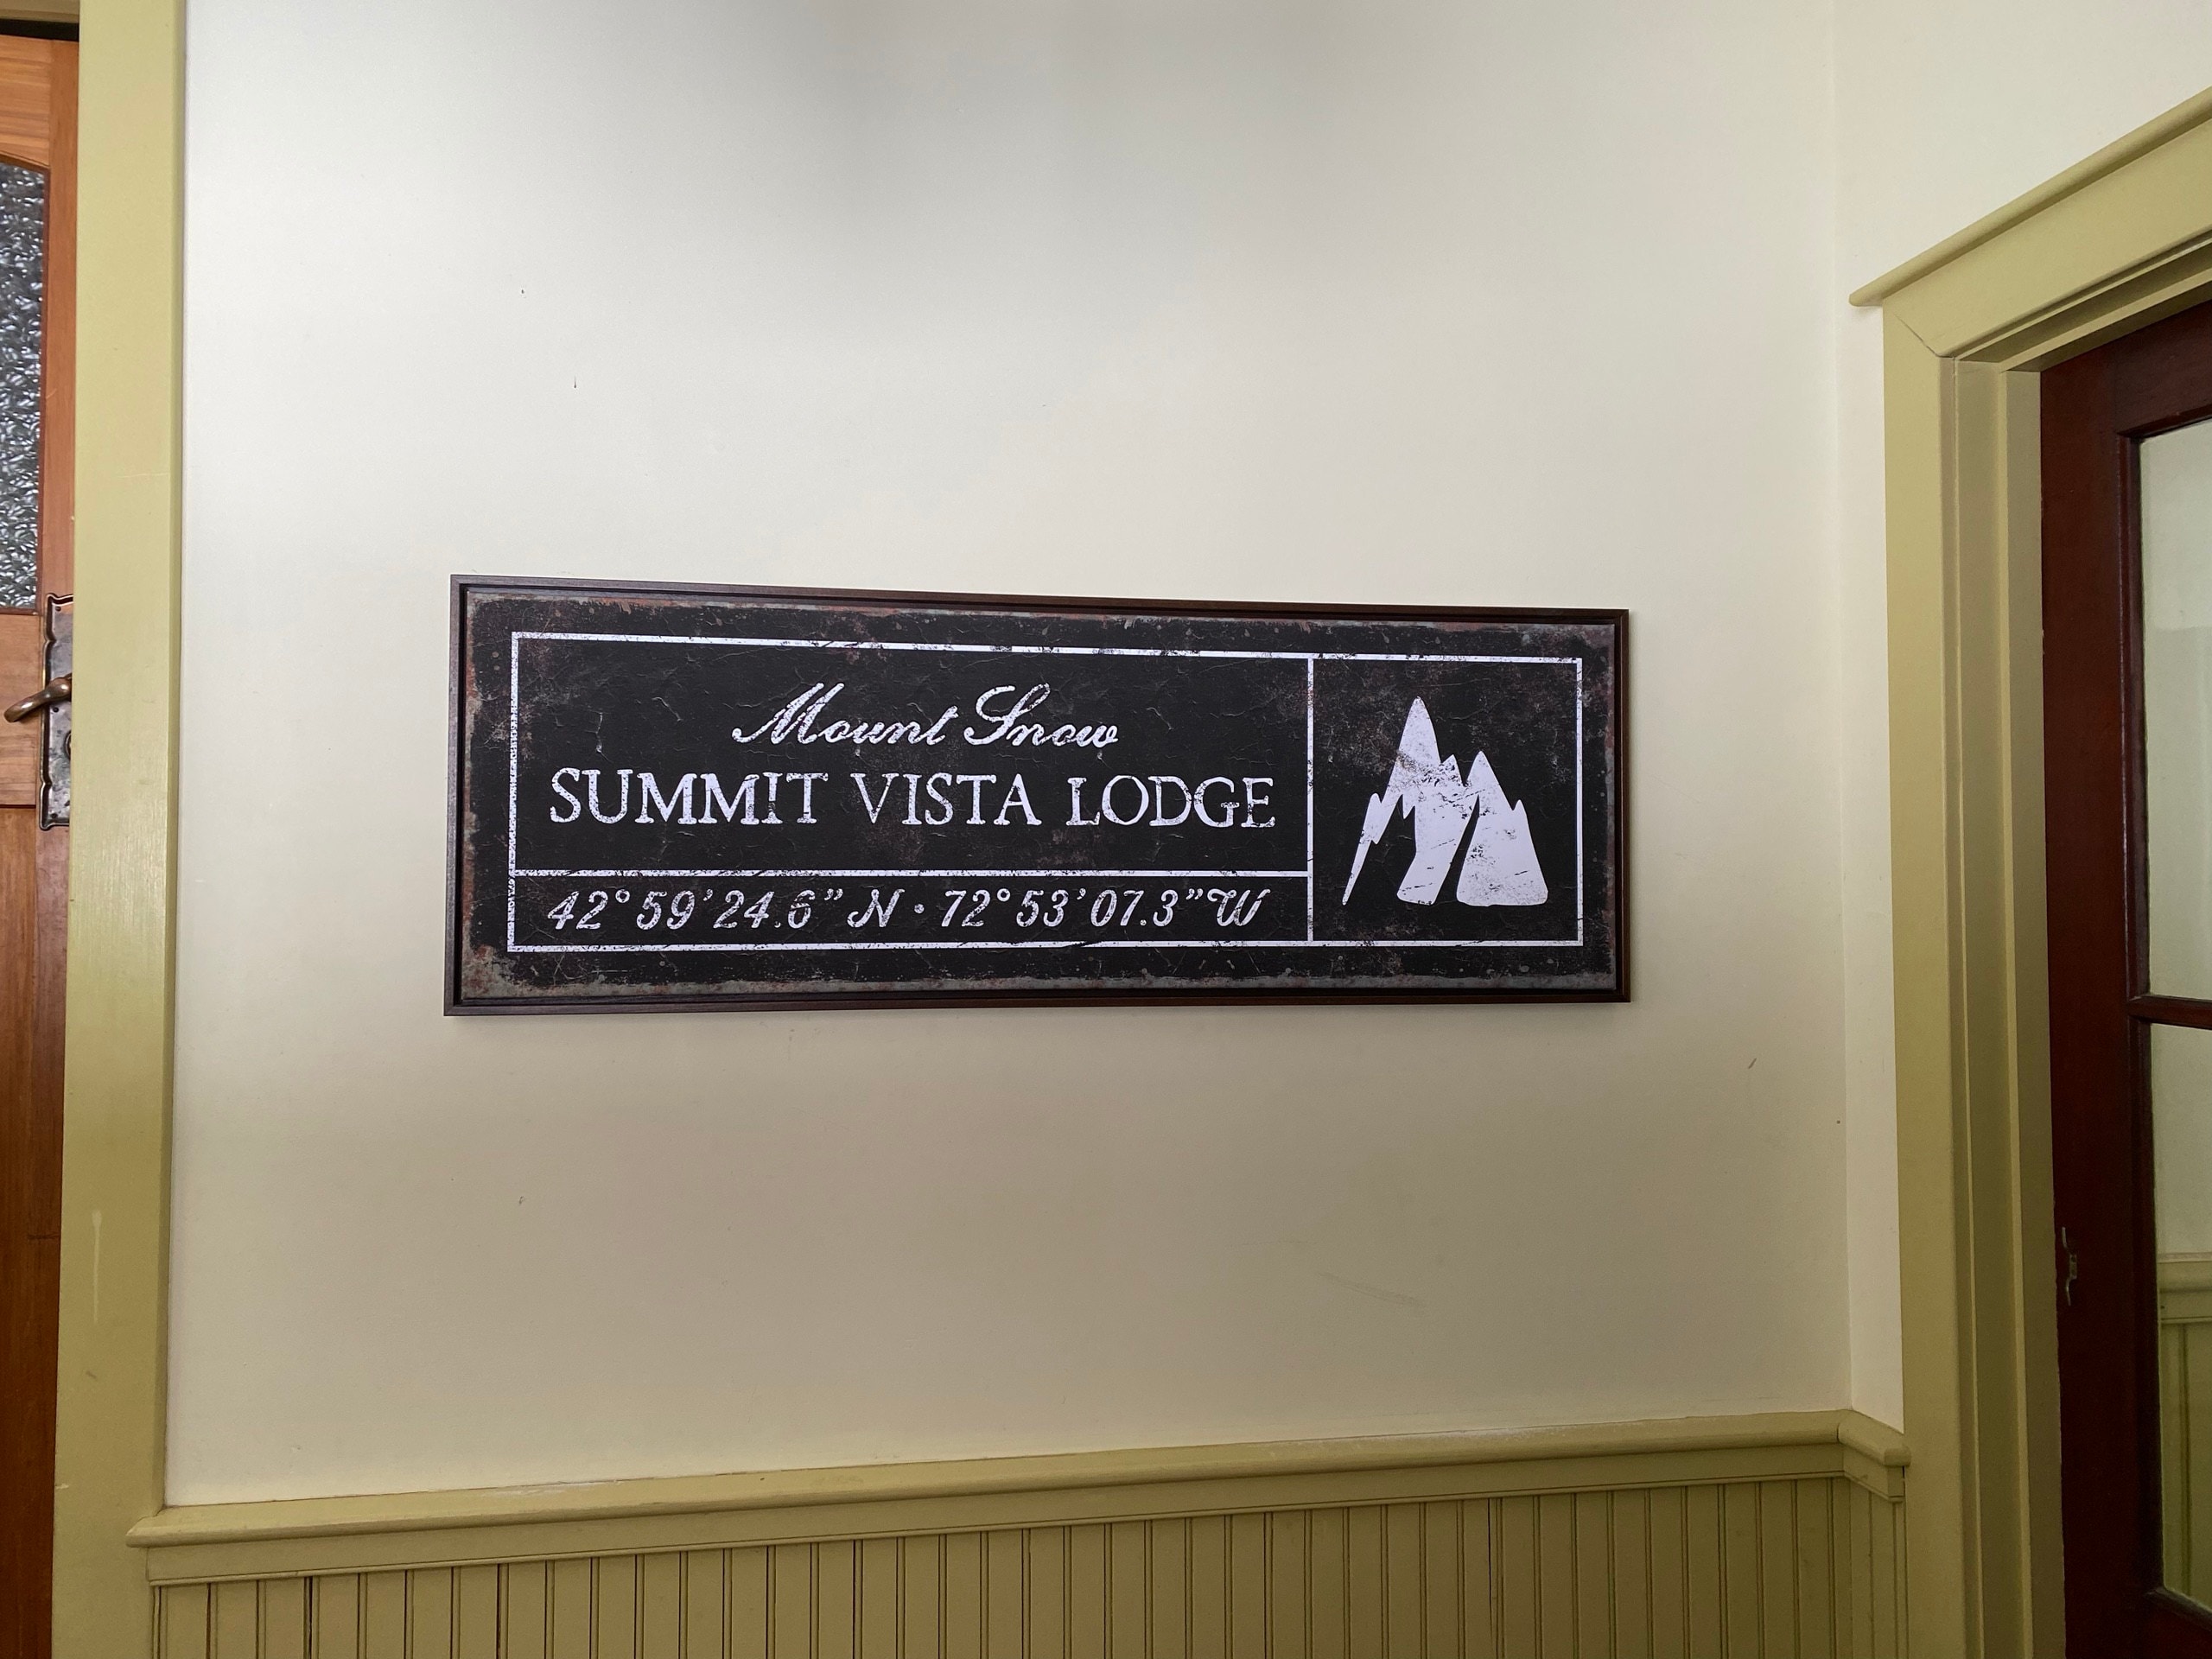 Mount Snow
SUMMIT VISTA LODGE
42°59’24.6”N · 72°53’07.3”W